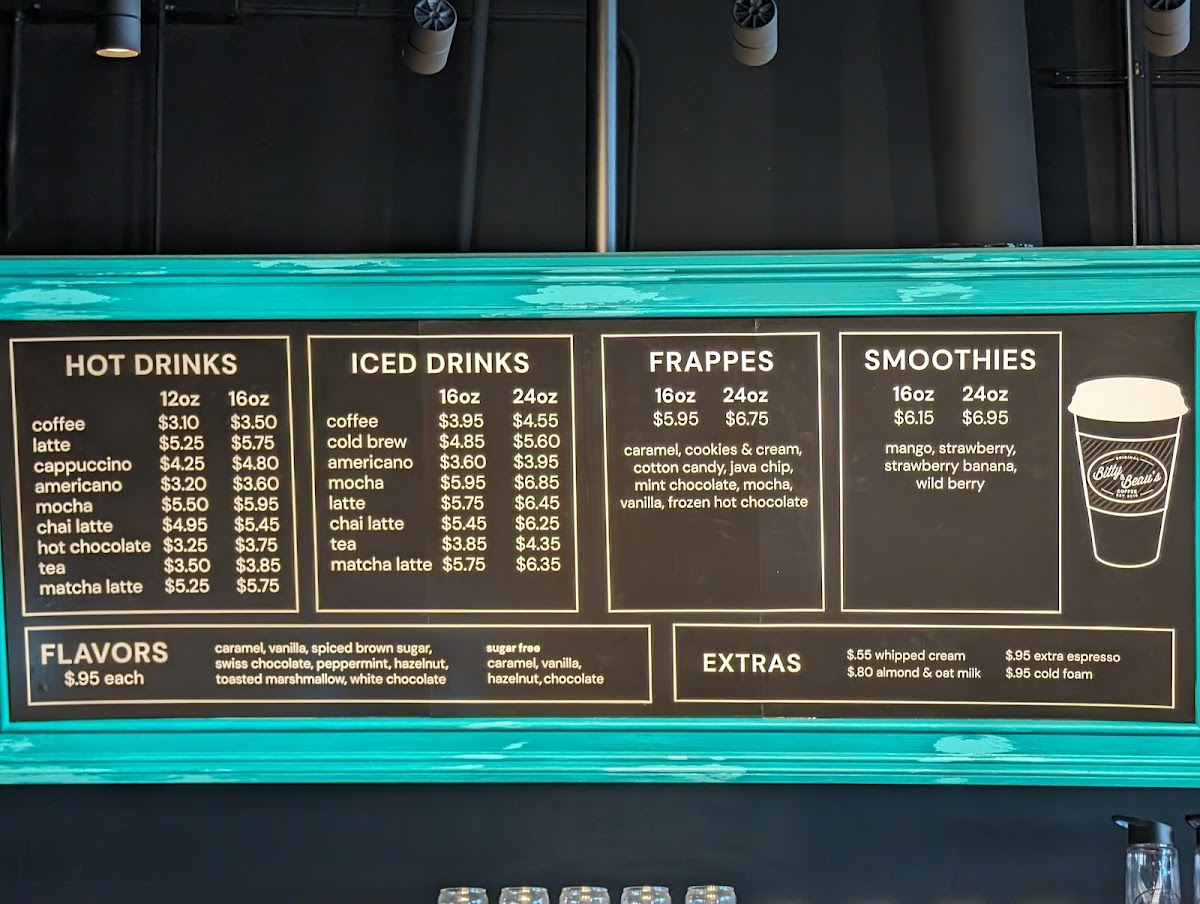 HOT DRINKS
12oz 16oz
coffee $3.10 $3.50
latte $5.25 $5.75
cappuccino $4.25 $4.80
americano $3.20 $3.60
mocha $5.50 $5.95
chai latte $4.95 $5.45
hot chocolate $3.25 $3.75
tea $3.50 $3.85
matcha latte $5.25 $5.75
ICED DRINKS
16oz 24oz
coffee $3.95 $4.55
cold brew $4.85 $5.60
americano $3.60 $3.95
mocha $5.95 $6.85
latte $5.75 $6.45
chai latte $5.45 $6.25
tea $3.85 $4.35
matcha latte $5.75 $6.35
FRAPPES
16oz 24oz
$5.95 $6.75
caramel, cookies & cream,
cotton candy, java chip,
mint chocolate, mocha,
vanilla, frozen hot chocolate
SMOOTHIES
16oz 24oz
$6.15 $6.95
mango, strawberry,
strawberry banana,
wild berry
ORIGINAL
Bitty & Beau's
COFFEE
FLAVORS
$.95 each
caramel, vanilla, spiced brown sugar,
swiss chocolate, peppermint, hazelnut,
toasted marshmallow, white chocolate
sugar free
caramel, vanilla,
hazelnut, chocolate
EXTRAS
$.55 whipped cream
$.80 almond & oat milk
$.95 extra espresso
$.95 cold foam